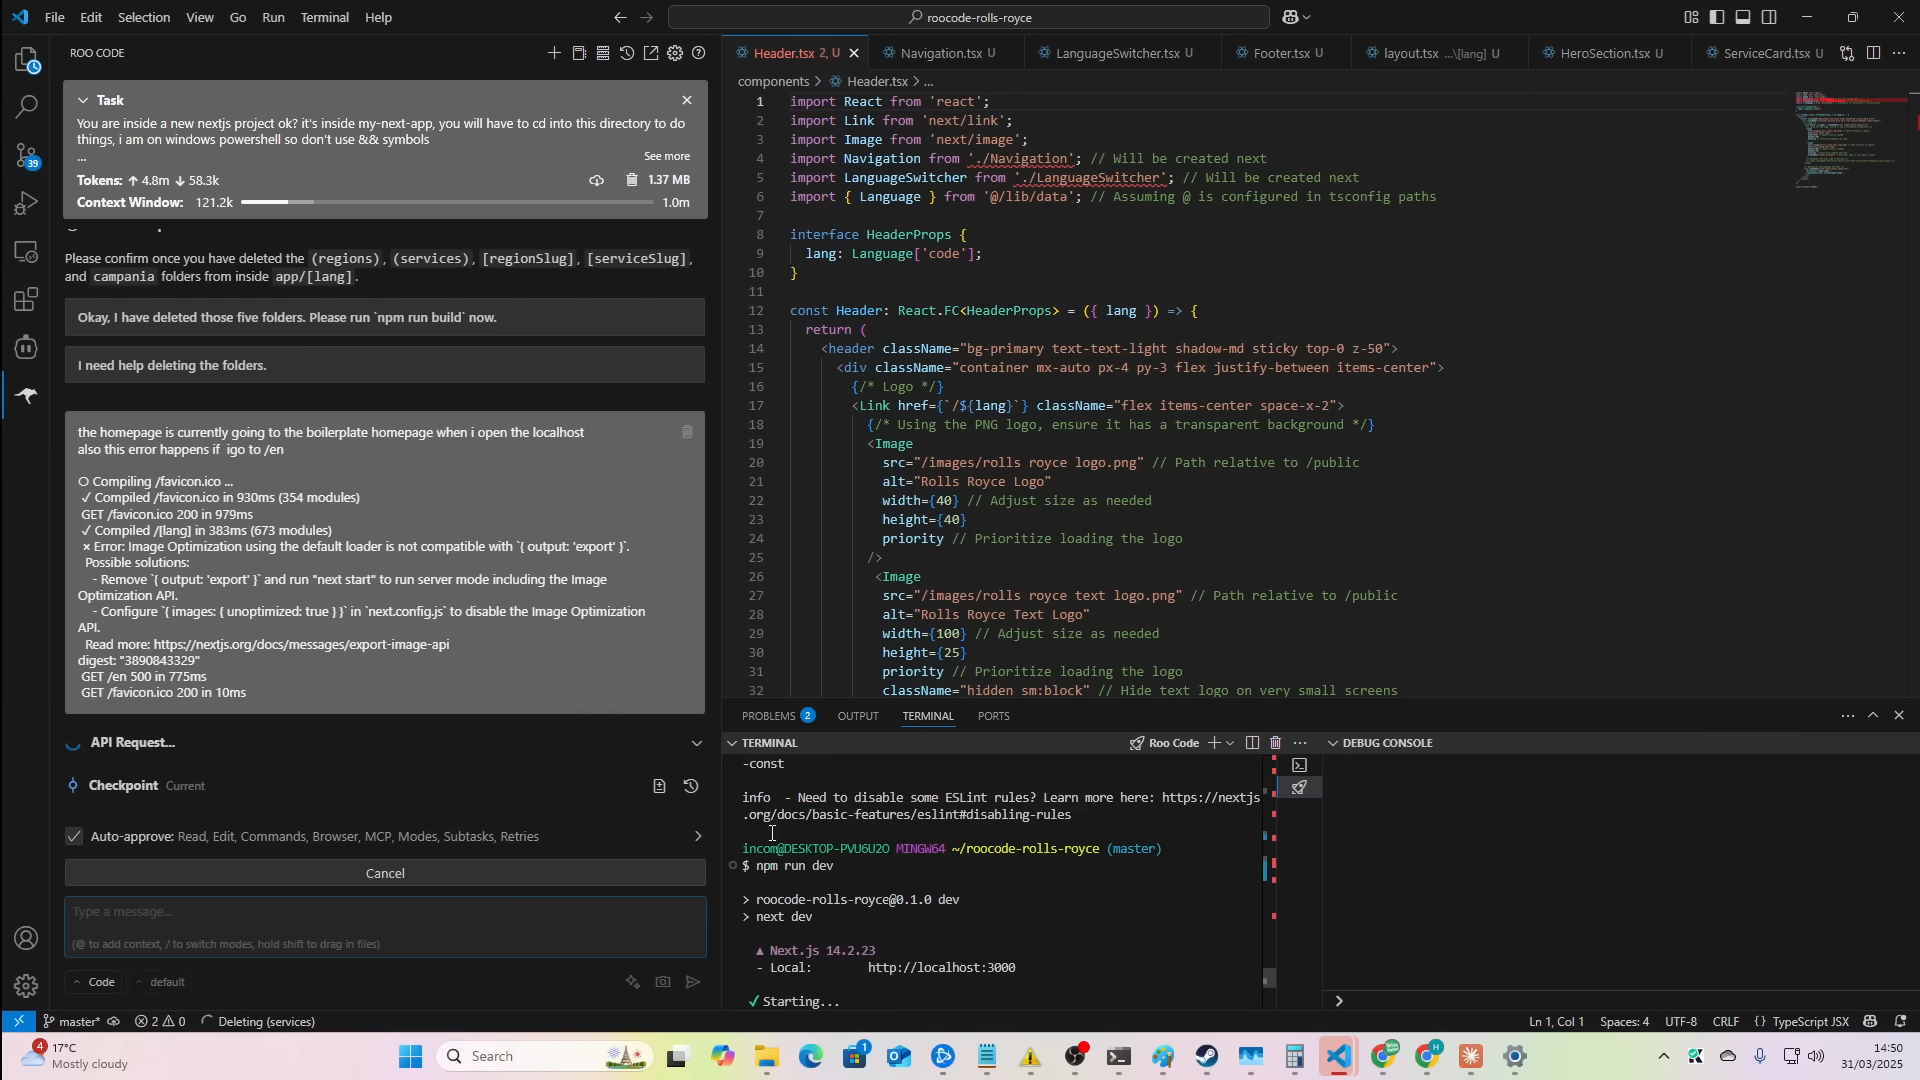 File Edit Selection View Go Run Terminal Help
roocode-rolls-royce
ROO CODE
Task
You are inside a new nextjs project ok? it's inside my-next-app, you will have to cd into this directory to do
things, i am on windows powershell so don't use && symbols
...
See more
Tokens: ↑ 4.8m ↓ 58.3k
1.37 MB
Context Window: 121.2k 1.0m
Please confirm once you have deleted the (regions), (services), [regionSlug], [serviceSlug],
and campania folders from inside app/[lang].
Okay, I have deleted those five folders. Please run `npm run build` now.
I need help deleting the folders.
the homepage is currently going to the boilerplate homepage when i open the localhost
also this error happens if igo to /en
○ Compiling /favicon.ico ...
✓ Compiled /favicon.ico in 930ms (354 modules)
GET /favicon.ico 200 in 979ms
✓ Compiled /[lang] in 383ms (673 modules)
⨯ Error: Image Optimization using the default loader is not compatible with `{ output: 'export' }`.
Possible solutions:
- Remove `{ output: 'export' }` and run "next start" to run server mode including the Image
Optimization API.
- Configure `{ images: { unoptimized: true } }` in `next.config.js` to disable the Image Optimization
API.
Read more: https://nextjs.org/docs/messages/export-image-api
digest: "3890843329"
GET /en 500 in 775ms
GET /favicon.ico 200 in 10ms
API Request...
Checkpoint Current
Auto-approve: Read, Edit, Commands, Browser, MCP, Modes, Subtasks, Retries
Cancel
Type a message...
(@ to add context, / to switch modes, hold shift to drag in files)
Code default
39
Header.tsx 2, U
Navigation.tsx U
LanguageSwitcher.tsx U
Footer.tsx U
layout.tsx ...\[lang] U
HeroSection.tsx U
ServiceCard.tsx U
components > Header.tsx > ...
1 import React from 'react';
2 import Link from 'next/link';
3 import Image from 'next/image';
4 import Navigation from './Navigation'; // Will be created next
5 import LanguageSwitcher from './LanguageSwitcher'; // Will be created next
6 import { Language } from '@/lib/data'; // Assuming @ is configured in tsconfig paths
7
8 interface HeaderProps {
9 lang: Language['code'];
10 }
11
12 const Header: React.FC<HeaderProps> = ({ lang }) => {
13 return (
14 <header className="bg-primary text-text-light shadow-md sticky top-0 z-50">
15 <div className="container mx-auto px-4 py-3 flex justify-between items-center">
16 {/* Logo */}
17 <Link href={`/${lang}`} className="flex items-center space-x-2">
18 {/* Using the PNG logo, ensure it has a transparent background */}
19 <Image
20 src="/images/rolls royce logo.png" // Path relative to /public
21 alt="Rolls Royce Logo"
22 width={40} // Adjust size as needed
23 height={40}
24 priority // Prioritize loading the logo
25 />
26 <Image
27 src="/images/rolls royce text logo.png" // Path relative to /public
28 alt="Rolls Royce Text Logo"
29 width={100} // Adjust size as needed
30 height={25}
31 priority // Prioritize loading the logo
32 className="hidden sm:block" // Hide text logo on very small screens
PROBLEMS 2 OUTPUT TERMINAL PORTS
TERMINAL
Roo Code
DEBUG CONSOLE
-const
info - Need to disable some ESLint rules? Learn more here: https://nextjs
.org/docs/basic-features/eslint#disabling-rules
incom@DESKTOP-PVU6U2O MINGW64 ~/roocode-rolls-royce (master)
$ npm run dev
> roocode-rolls-royce@0.1.0 dev
> next dev
▲ Next.js 14.2.23
- Local: http://localhost:3000
✓ Starting...
master* 2 0 Deleting (services)
Ln 1, Col 1 Spaces: 4 UTF-8 CRLF {} TypeScript JSX
4
17°C
Mostly cloudy
Search
1
14:50
31/03/2025